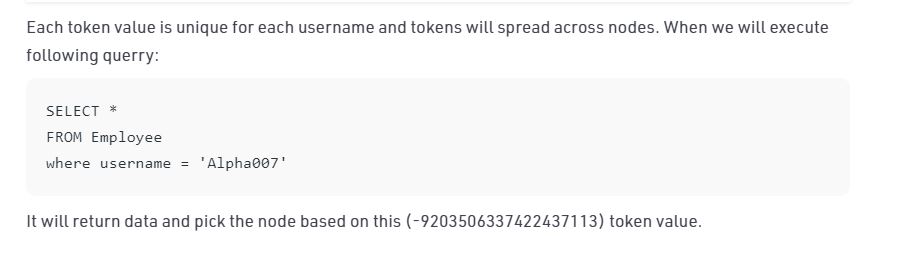 Each token value is unique for each username and tokens will spread across nodes. When we will execute
following querry:
SELECT *
FROM Employee
where username = 'Alpha007'
It will return data and pick the node based on this (-9203506337422437113) token value.